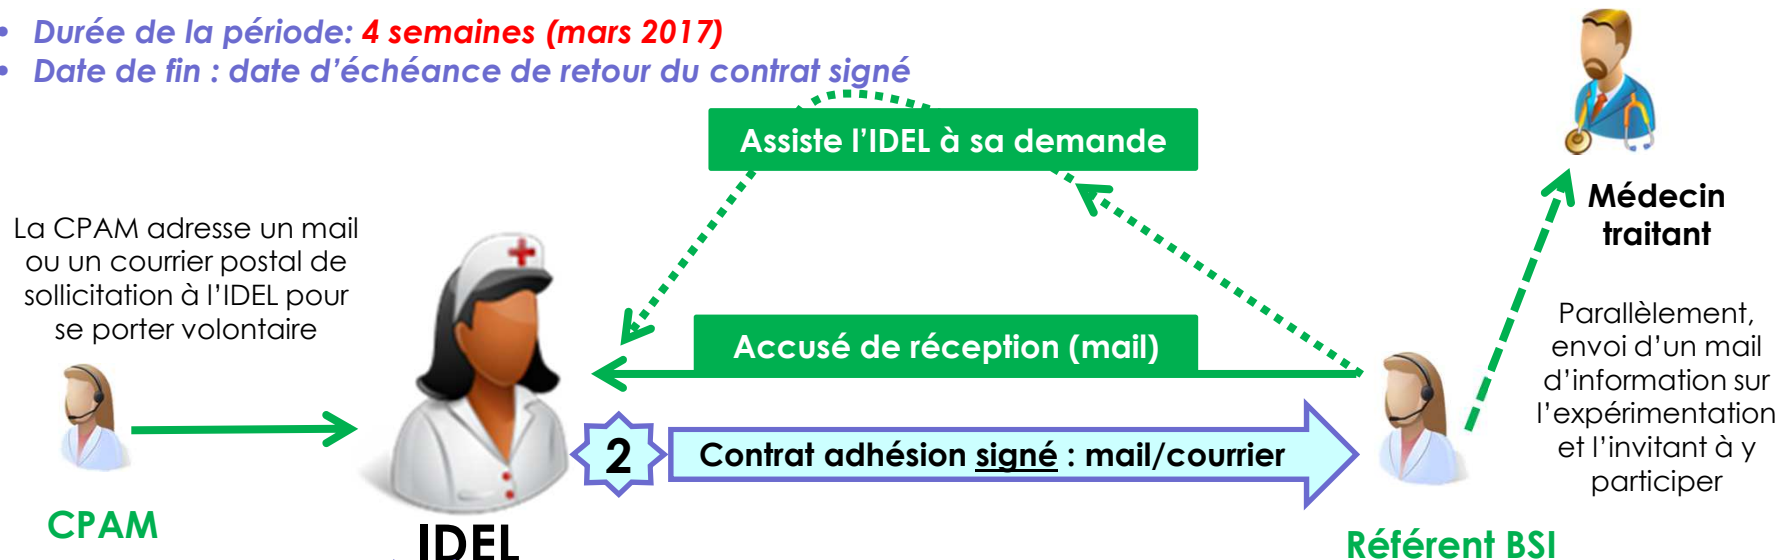 • Durée de la période: 4 semaines (mars 2017)
• Date de fin : date d’échéance de retour du contrat signé
Assiste l’IDEL à sa demande
Médecin
traitant
La CPAM adresse un mail
ou un courrier postal de
sollicitation à l’IDEL pour
se porter volontaire
Accusé de réception (mail)
Parallèlement,
envoi d’un mail
d’information sur
l’expérimentation
et l’invitant à y
participer
2
Contrat adhésion signé : mail/courrier
CPAM
IDEL
Référent BSI